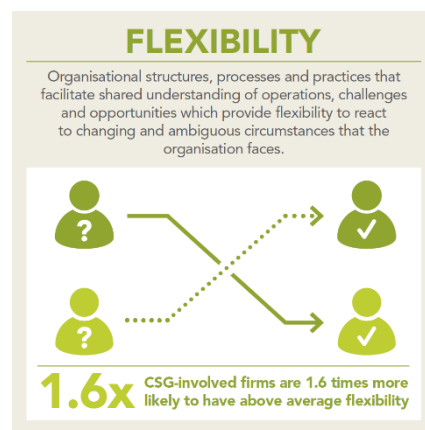 FLEXIBILITY
Organisational structures, processes and practices that
facilitate shared understanding of operations, challenges
and opportunities which provide flexibility to react
to changing and ambiguous circumstances that the
organisation faces.
? ✓
? ✓
1.6x CSG-involved firms are 1.6 times more
likely to have above average flexibility